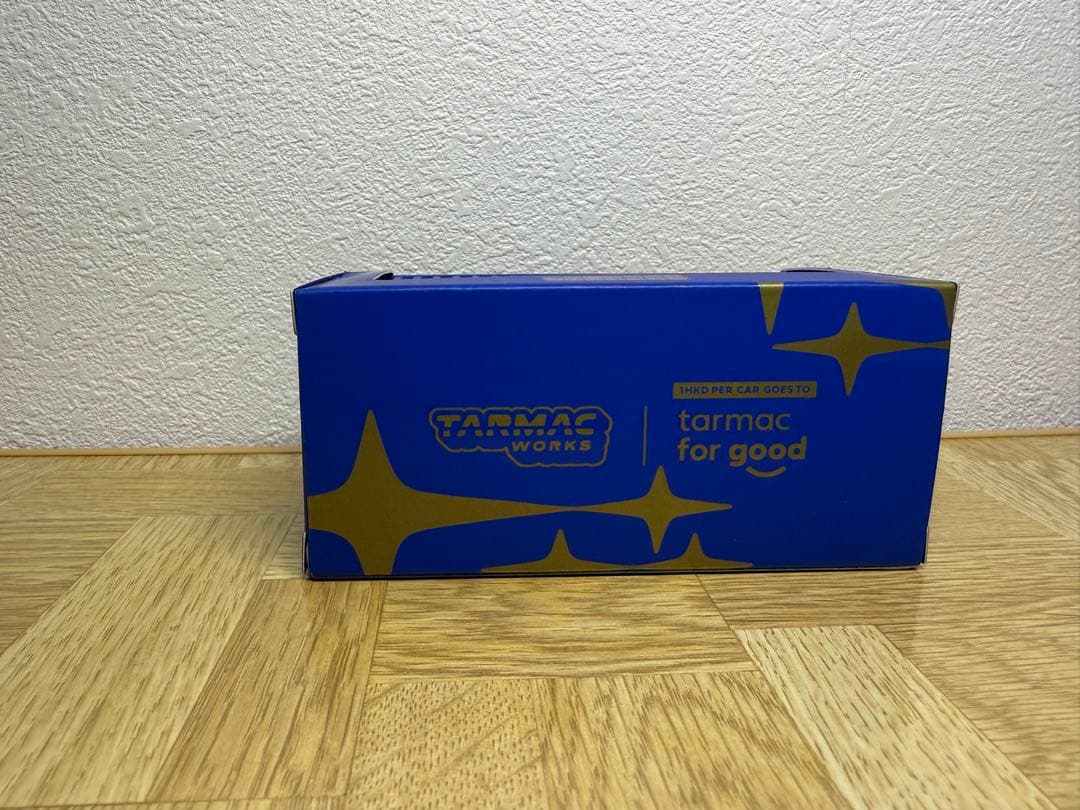 TARMAC
WORKS
1HKD PER CAR GOES TO
tarmac
for good